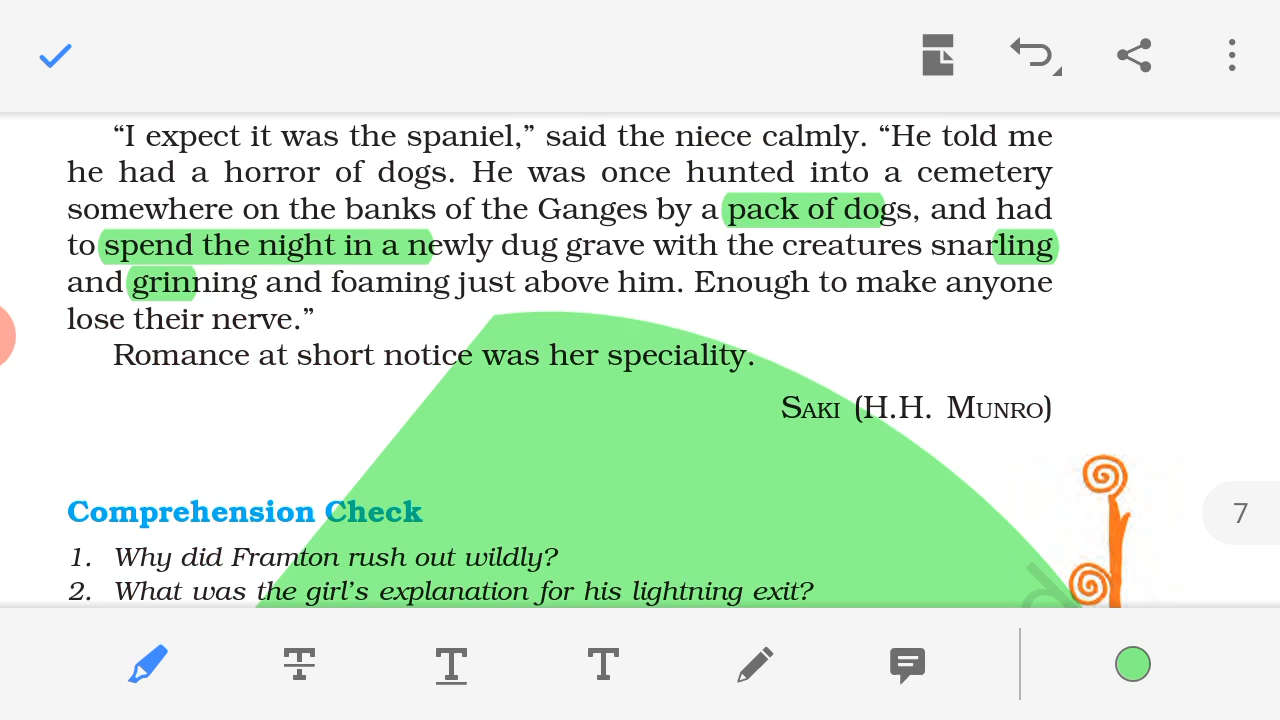 “I expect it was the spaniel,” said the niece calmly. “He told me
he had a horror of dogs. He was once hunted into a cemetery
somewhere on the banks of the Ganges by a pack of dogs, and had
to spend the night in a newly dug grave with the creatures snarling
and grinning and foaming just above him. Enough to make anyone
lose their nerve.”
Romance at short notice was her speciality.
SAKI (H.H. MUNRO)
Comprehension Check
1. Why did Framton rush out wildly?
2. What was the girl’s explanation for his lightning exit?
7